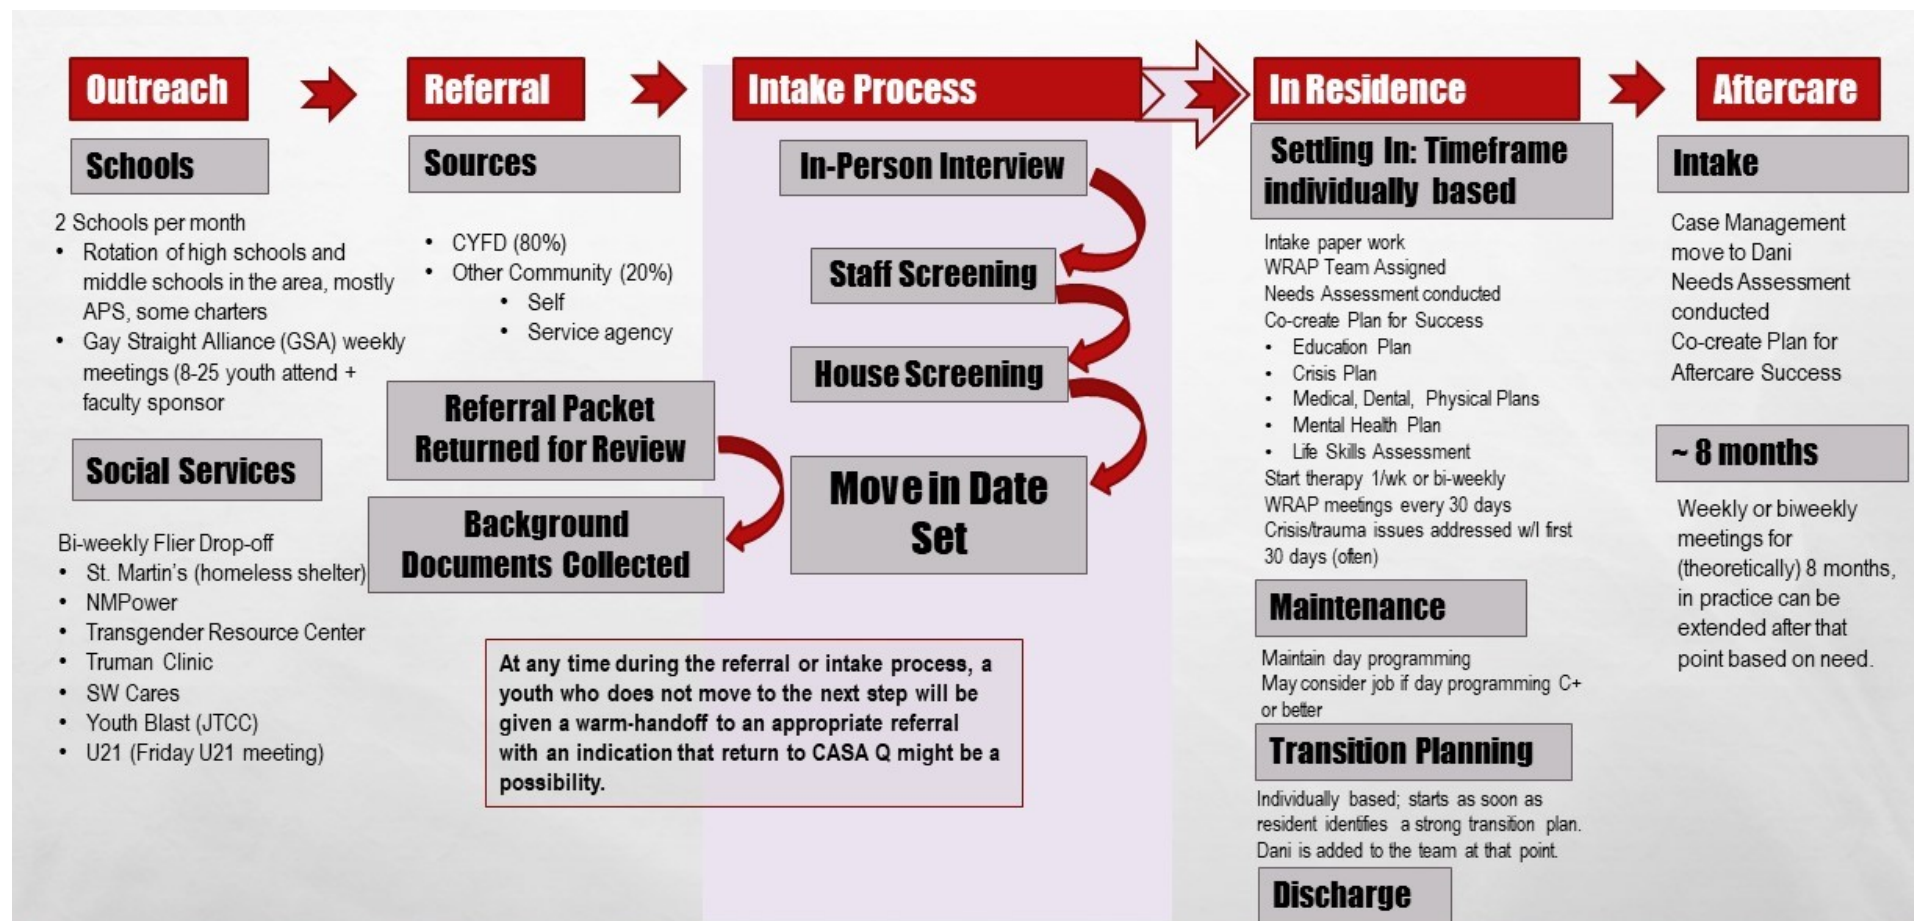 Outreach
Referral
Intake Process
In Residence
Aftercare
Schools
2 Schools per month
• Rotation of high schools and
middle schools in the area, mostly
APS, some charters
• Gay Straight Alliance (GSA) weekly
meetings (8-25 youth attend +
faculty sponsor
Social Services
Bi-weekly Flier Drop-off
• St. Martin's (homeless shelter)
• NMPower
• Transgender Resource Center
• Truman Clinic
• SW Cares
• Youth Blast (JTCC)
• U21 (Friday U21 meeting)
Sources
• CYFD (80%)
• Other Community (20%)
• Self
• Service agency
Referral Packet
Returned for Review
Background
Documents Collected
In-Person Interview
Staff Screening
House Screening
Move in Date
Set
At any time during the referral or intake process, a
youth who does not move to the next step will be
given a warm-handoff to an appropriate referral
with an indication that return to CASA Q might be a
possibility.
Settling In: Timeframe
individually based
Intake paper work
WRAP Team Assigned
Needs Assessment conducted
Co-create Plan for Success
• Education Plan
• Crisis Plan
• Medical, Dental, Physical Plans
• Mental Health Plan
• Life Skills Assessment
Start therapy 1/wk or bi-weekly
WRAP meetings every 30 days
Crisis/trauma issues addressed w/I first
30 days (often)
Maintenance
Maintain day programming
May consider job if day programming C+
or better
Transition Planning
Individually based; starts as soon as
resident identifies a strong transition plan.
Dani is added to the team at that point.
Discharge
Intake
Case Management
move to Dani
Needs Assessment
conducted
Co-create Plan for
Aftercare Success
~ 8 months
Weekly or biweekly
meetings for
(theoretically) 8 months,
in practice can be
extended after that
point based on need.